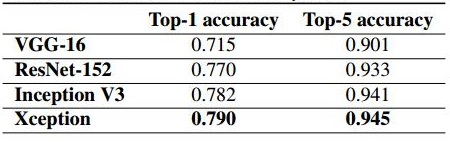 Top-1 accuracy Top-5 accuracy
VGG-16 0.715 0.901
ResNet-152 0.770 0.933
Inception V3 0.782 0.941
Xception 0.790 0.945